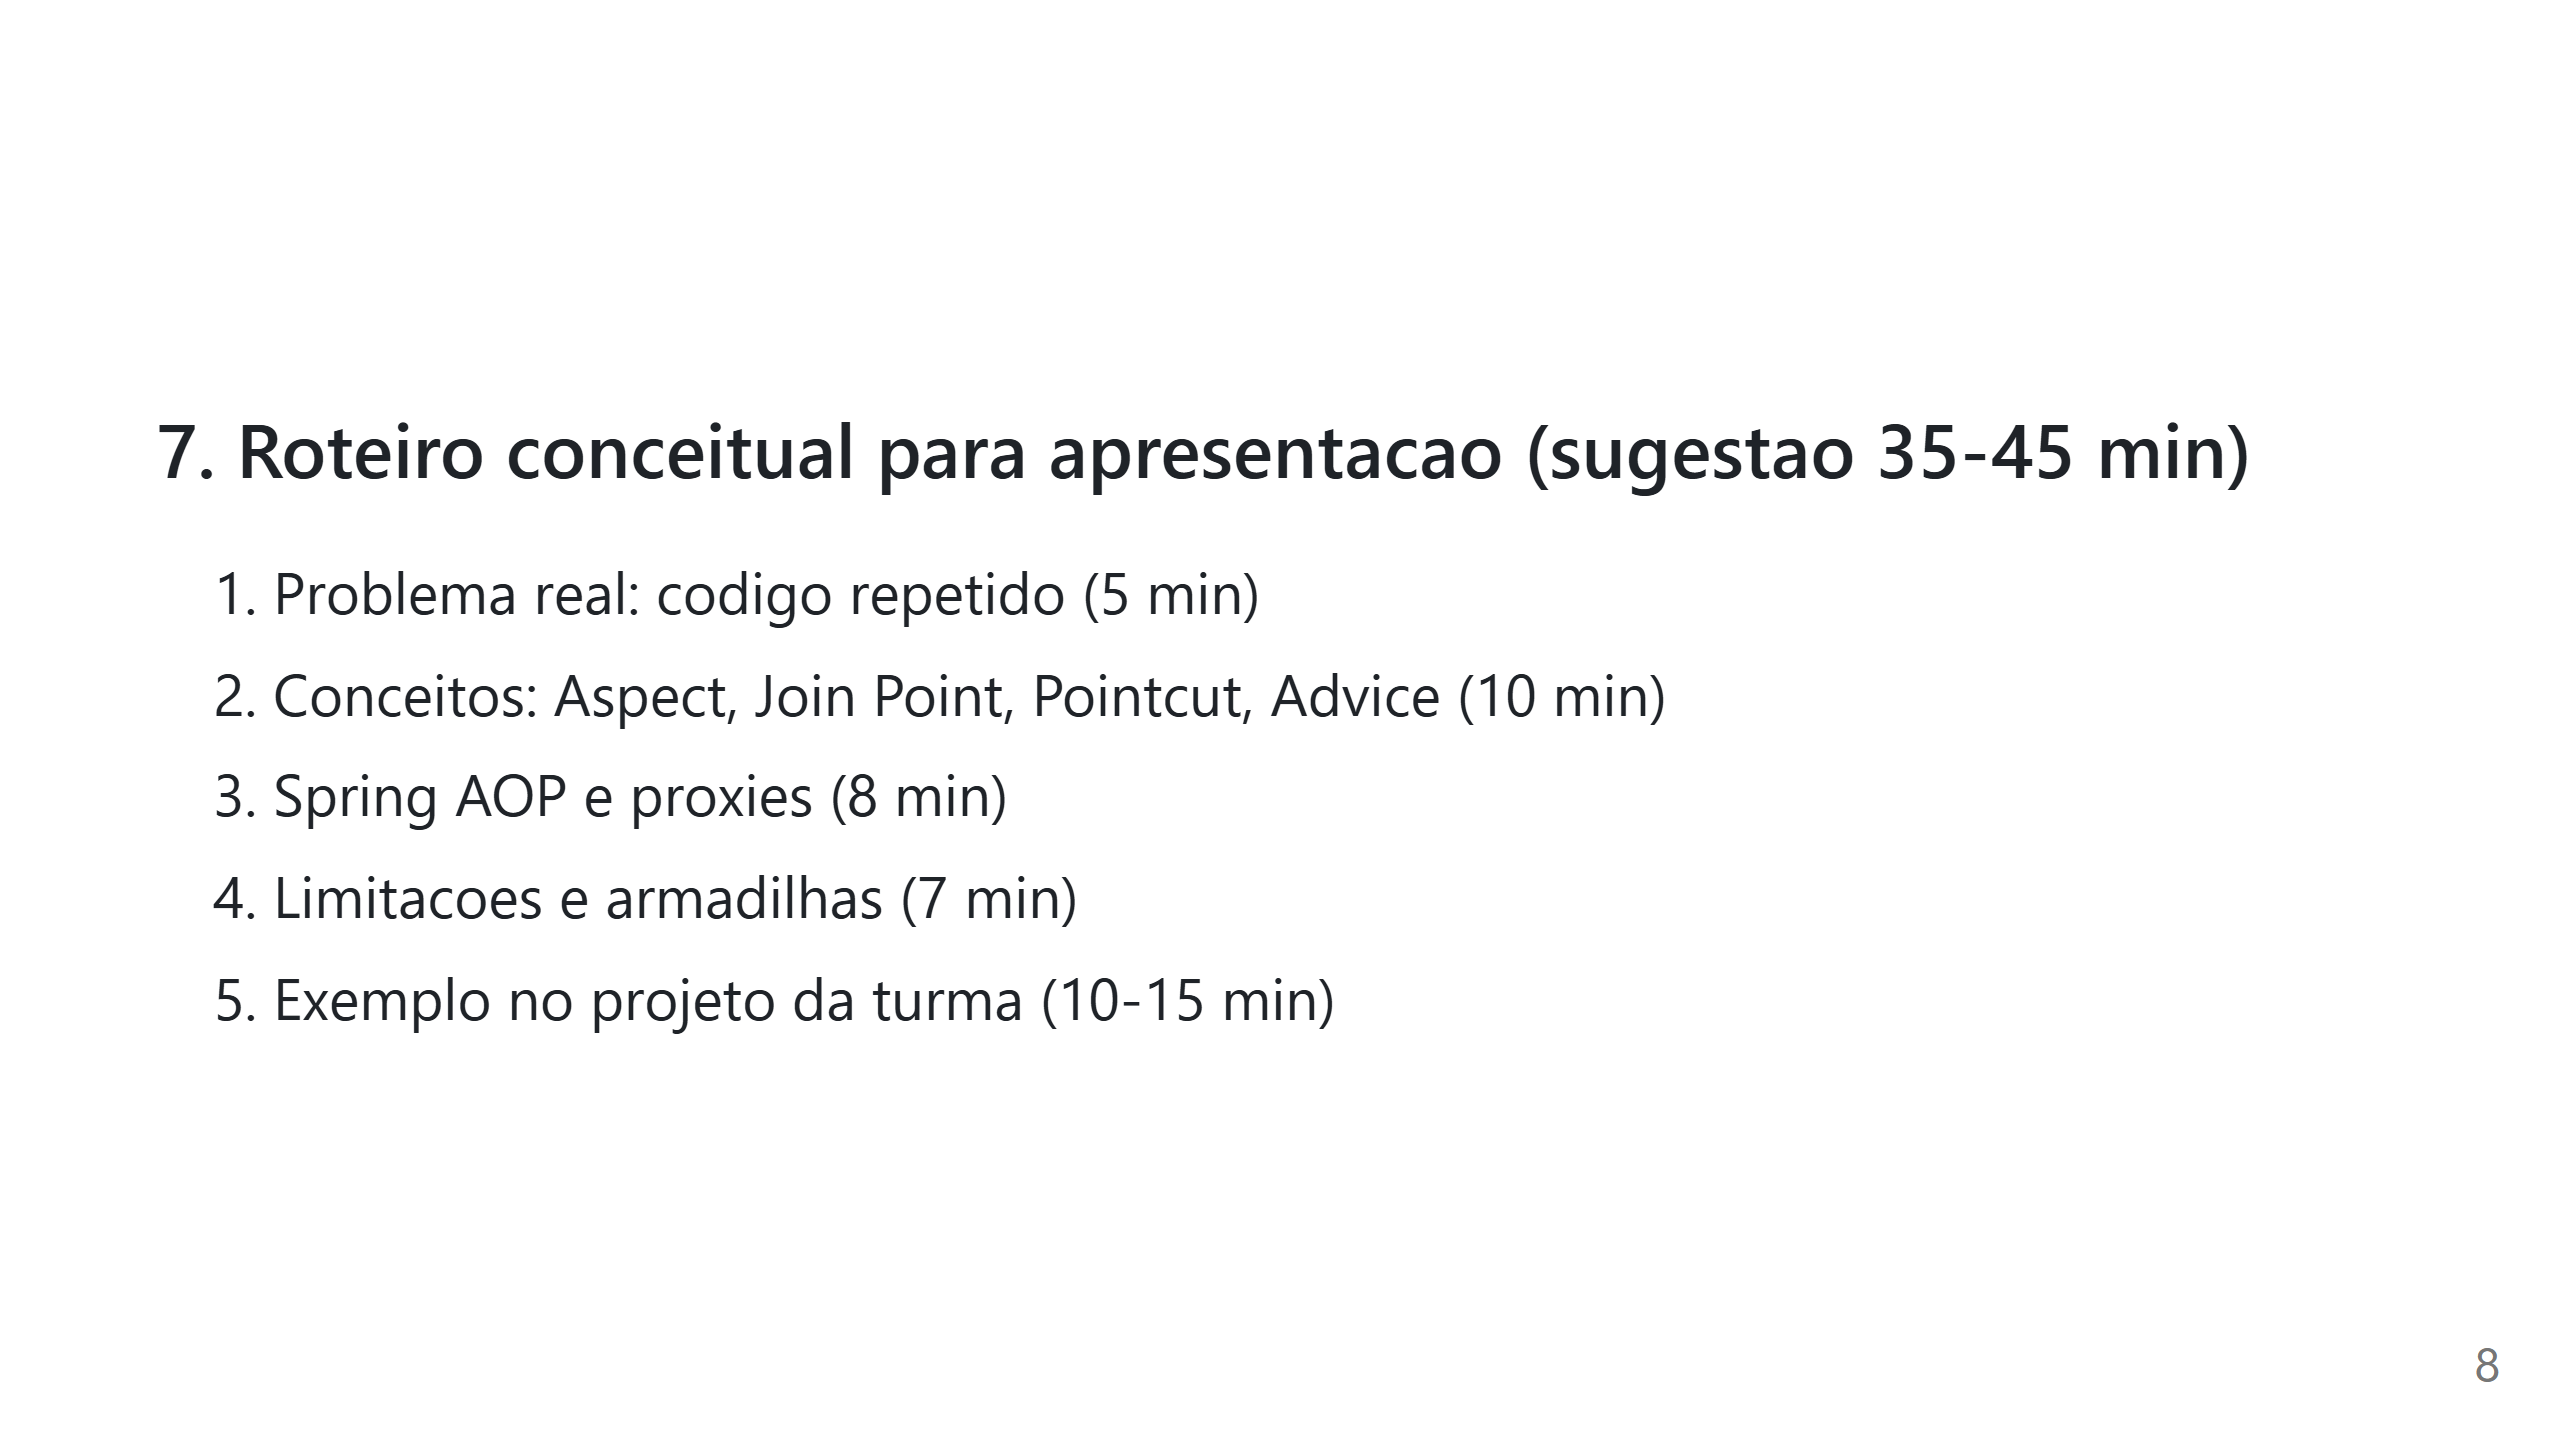 7. Roteiro conceitual para apresentacao (sugestao 35-45 min)
1. Problema real: codigo repetido (5 min)
2. Conceitos: Aspect, Join Point, Pointcut, Advice (10 min)
3. Spring AOP e proxies (8 min)
4. Limitacoes e armadilhas (7 min)
5. Exemplo no projeto da turma (10-15 min)
8